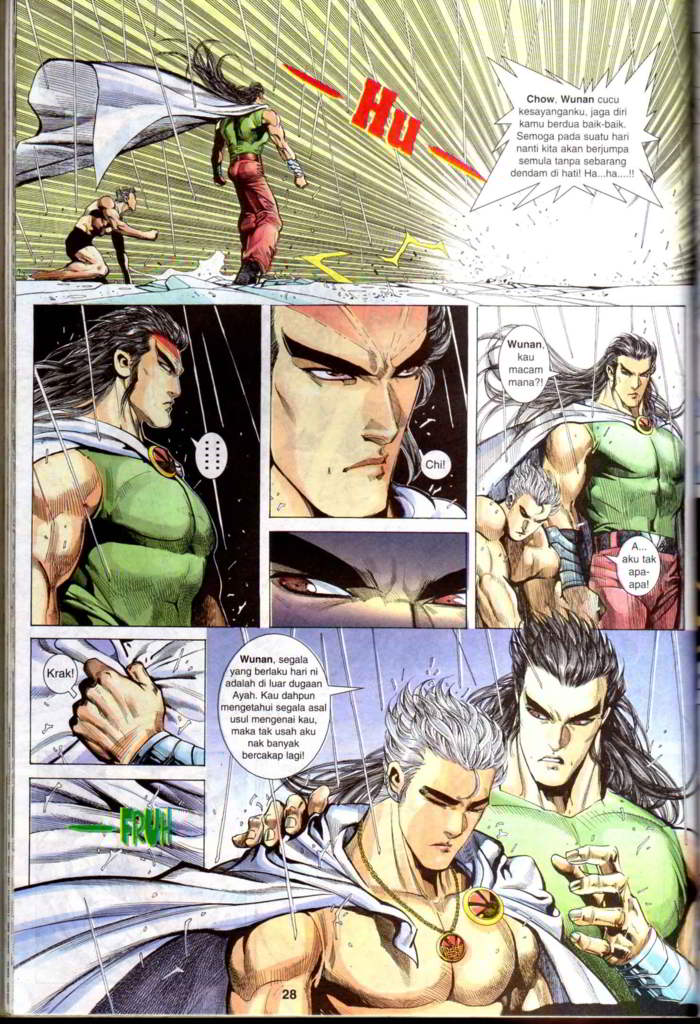 Hu
Chow, Wunan cucu
kesayanganku, jaga diri
kamu berdua baik-baik.
Semoga pada suatu hari
nanti kita akan berjumpa
semula tanpa sebarang
dendam di hati! Ha...ha....!!
Chi!
Wunan,
kau
macam
mana?!
A...
aku tak
apa-
apa!
Krak!
FRUH
Wunan, segala
yang berlaku hari ni
adalah di luar dugaan
Ayah. Kau dahpun
mengetahui segala asal
usul mengenai kau,
maka tak usah aku
nak banyak
bercakap lagi!
28